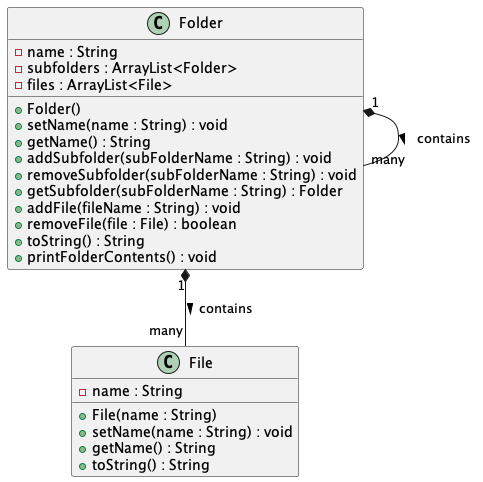 C Folder
name : String
subfolders : ArrayList<Folder>
files : ArrayList<File>
Folder()
setName(name : String) : void
getName() : String
addSubfolder(subFolderName : String) : void
removeSubfolder(subFolderName : String) : void
getSubfolder(subFolderName : String) : Folder
addFile(fileName : String) : void
removeFile(file : File) : boolean
toString() : String
printFolderContents() : void
1
contains
many
1
contains
many
C File
name : String
File(name : String)
setName(name : String) : void
getName() : String
toString() : String